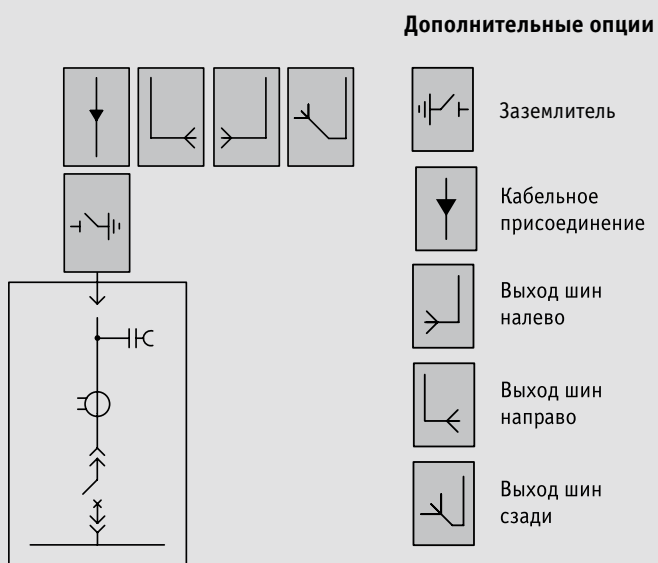 Дополнительные опции
Заземлитель
Кабельное
присоединение
Выход шин
налево
Выход шин
направо
Выход шин
сзади